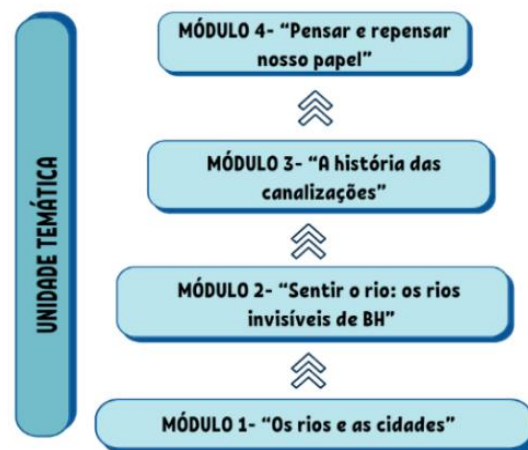 UNIDADE TEMÁTICA
MÓDULO 4- “Pensar e repensar
nosso papel”
MÓDULO 3- “A história das
canalizações”
MÓDULO 2- “Sentir o rio: os rios
invisíveis de BH”
MÓDULO 1- “Os rios e as cidades”